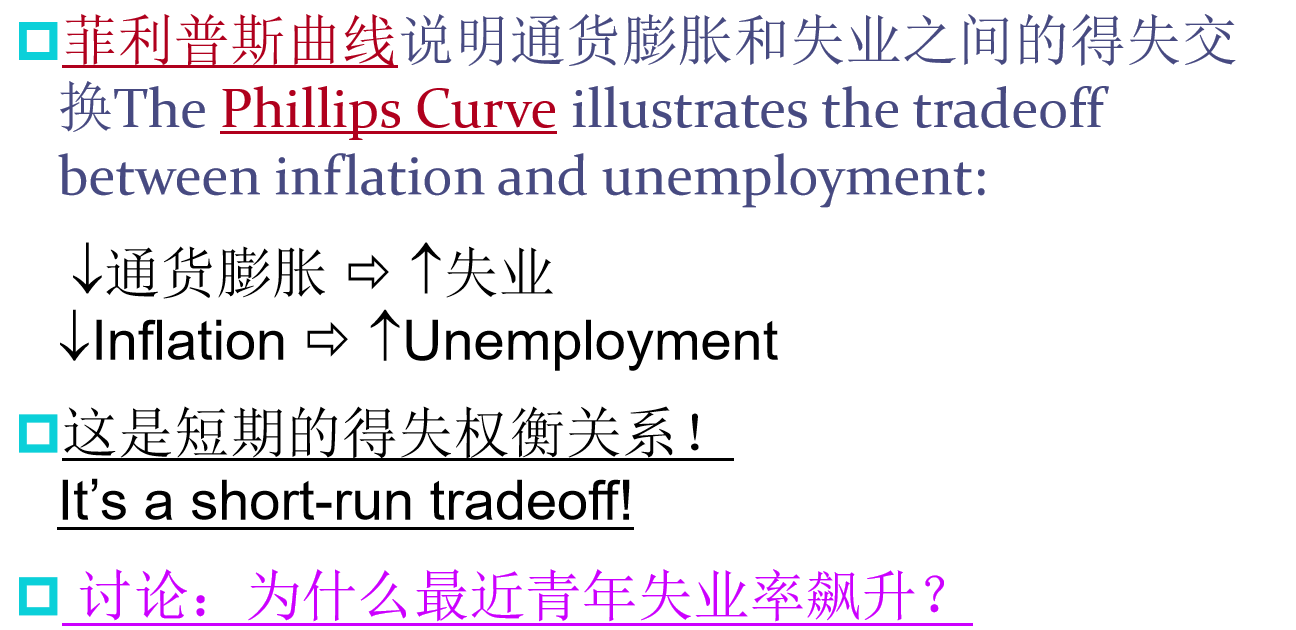 菲利普斯曲线说明通货膨胀和失业之间的得失交
换The Phillips Curve illustrates the tradeoff
between inflation and unemployment:
↓通货膨胀 ⇨ ↑失业
↓Inflation ⇨ ↑Unemployment
这是短期的得失权衡关系！
It’s a short-run tradeoff!
讨论：为什么最近青年失业率飙升？